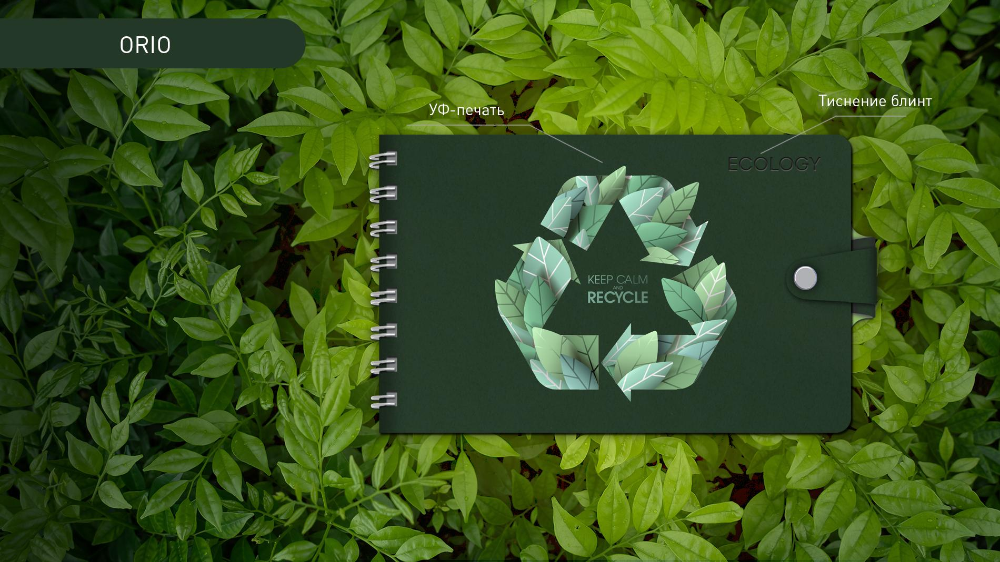 ORIO
УФ-печать
Тиснение блинт
ECOLOGY
KEEP CALM
AND
RECYCLE